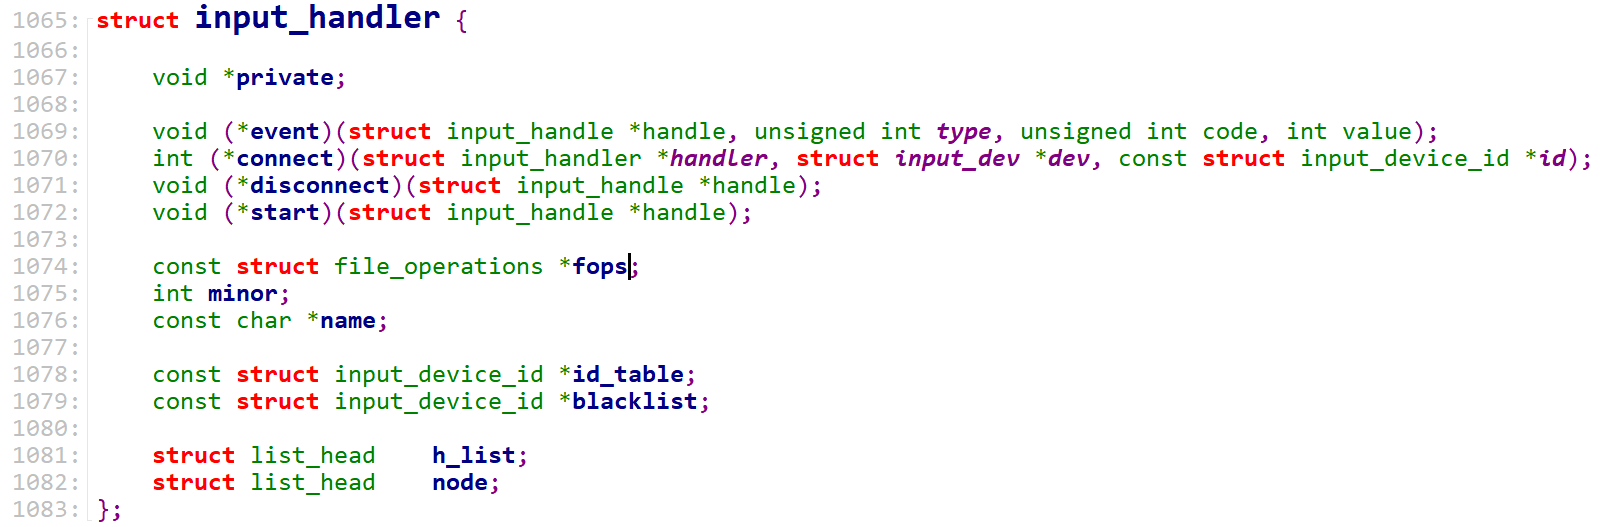 1065: struct input_handler {
1066:
1067:     void *private;
1068:
1069:     void (*event)(struct input_handle *handle, unsigned int type, unsigned int code, int value);
1070:     int (*connect)(struct input_handler *handler, struct input_dev *dev, const struct input_device_id *id);
1071:     void (*disconnect)(struct input_handle *handle);
1072:     void (*start)(struct input_handle *handle);
1073:
1074:     const struct file_operations *fops;
1075:     int minor;
1076:     const char *name;
1077:
1078:     const struct input_device_id *id_table;
1079:     const struct input_device_id *blacklist;
1080:
1081:     struct list_head    h_list;
1082:     struct list_head    node;
1083: };